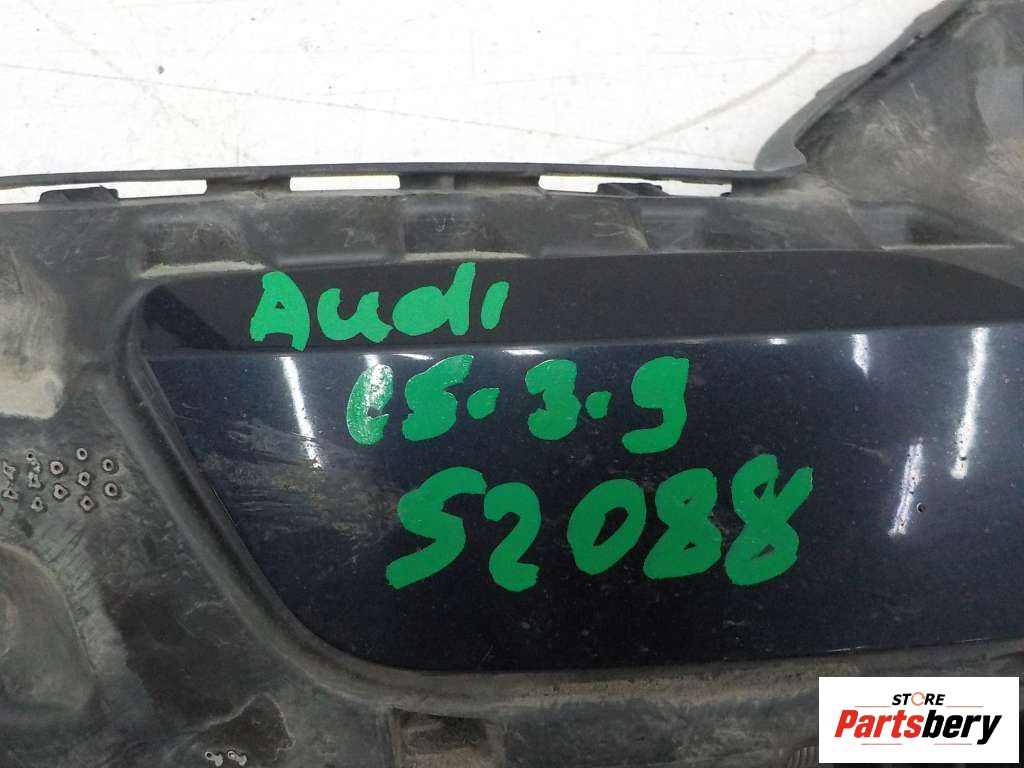 Audi
C5.3.9
S2088
STORE
Partsbery